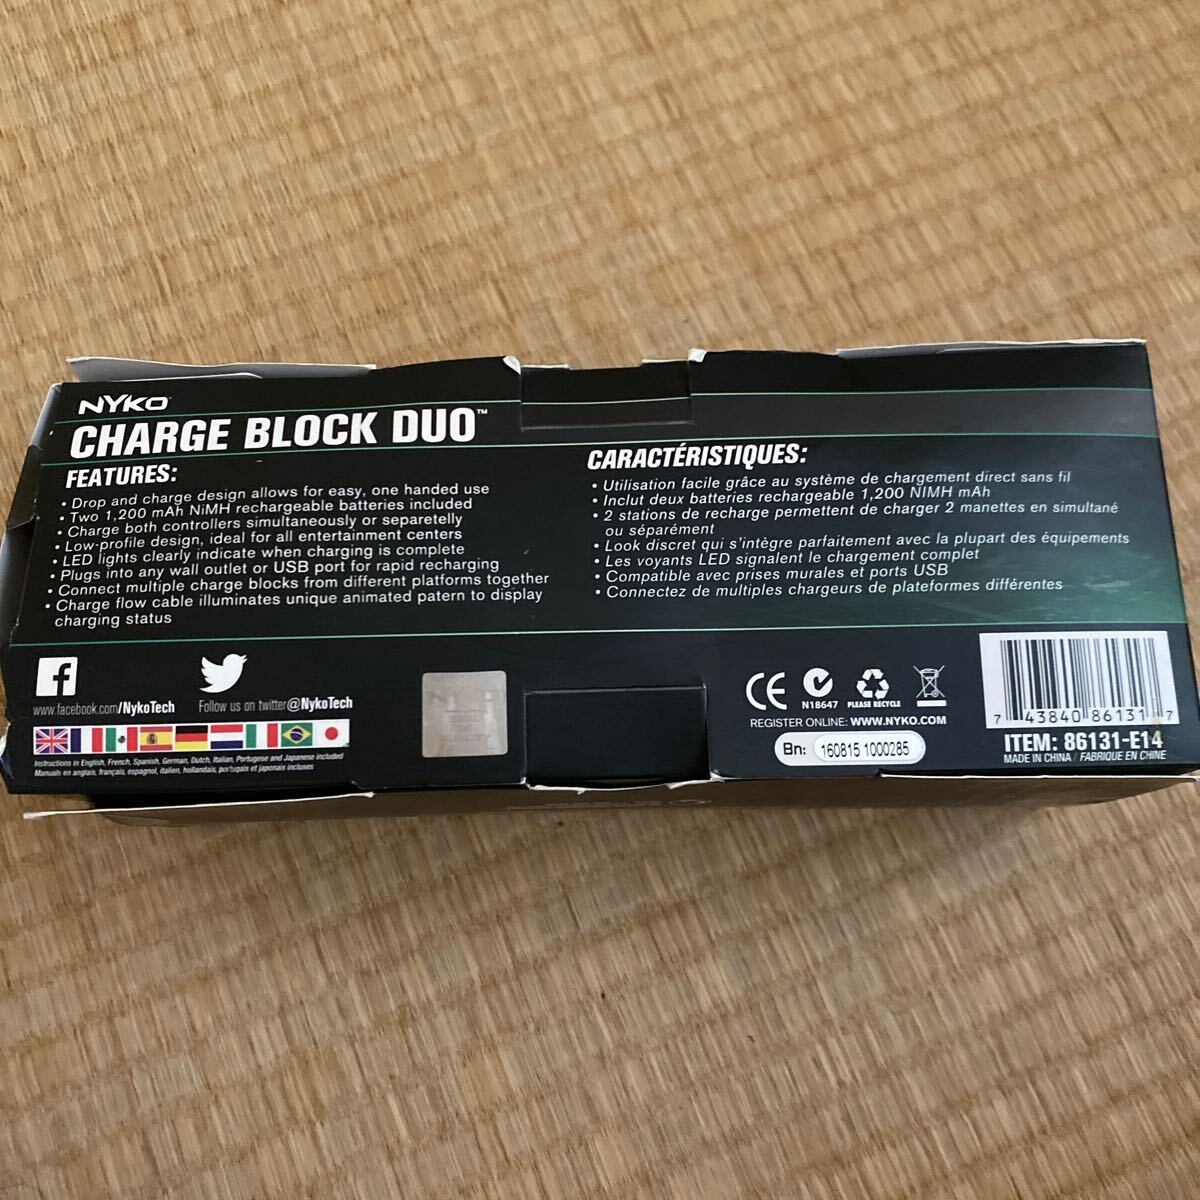 NYKO
CHARGE BLOCK DUO™
FEATURES:
• Drop and charge design allows for easy, one handed use
• Two 1,200 mAh NiMH rechargeable batteries included
• Charge both controllers simultaneously or separetelly
• Low-profile design, ideal for all entertainment centers
• LED lights clearly indicate when charging is complete
• Plugs into any wall outlet or USB port for rapid recharging
• Connect multiple charge blocks from different platforms together
• Charge flow cable illuminates unique animated patern to display
charging status
CARACTÉRISTIQUES:
• Utilisation facile grâce au système de chargement direct sans fil
• Inclut deux batteries rechargeable 1,200 NIMH mAh
• 2 stations de recharge permettent de charger 2 manettes en simultané
ou séparément
• Look discret qui s'intègre parfaitement avec la plupart des équipements
• Les voyants LED signalent le chargement complet
• Compatible avec prises murales et ports USB
• Connectez de multiples chargeurs de plateformes différentes
www.facebook.com/NykoTech
Follow us on twitter@NykoTech
Instructions in English, French, Spanish, German, Dutch, Italian, Portugese and Japanese included
Manuals en anglais, français, espagnol, italien, hollandais, portugais et japonais incluses
CE
N18647
PLEASE RECYCLE
REGISTER ONLINE: WWW.NYKO.COM
Bn: 160815 1000285
7 43840 86131 7
ITEM: 86131-E14
MADE IN CHINA / FABRIQUE EN CHINE